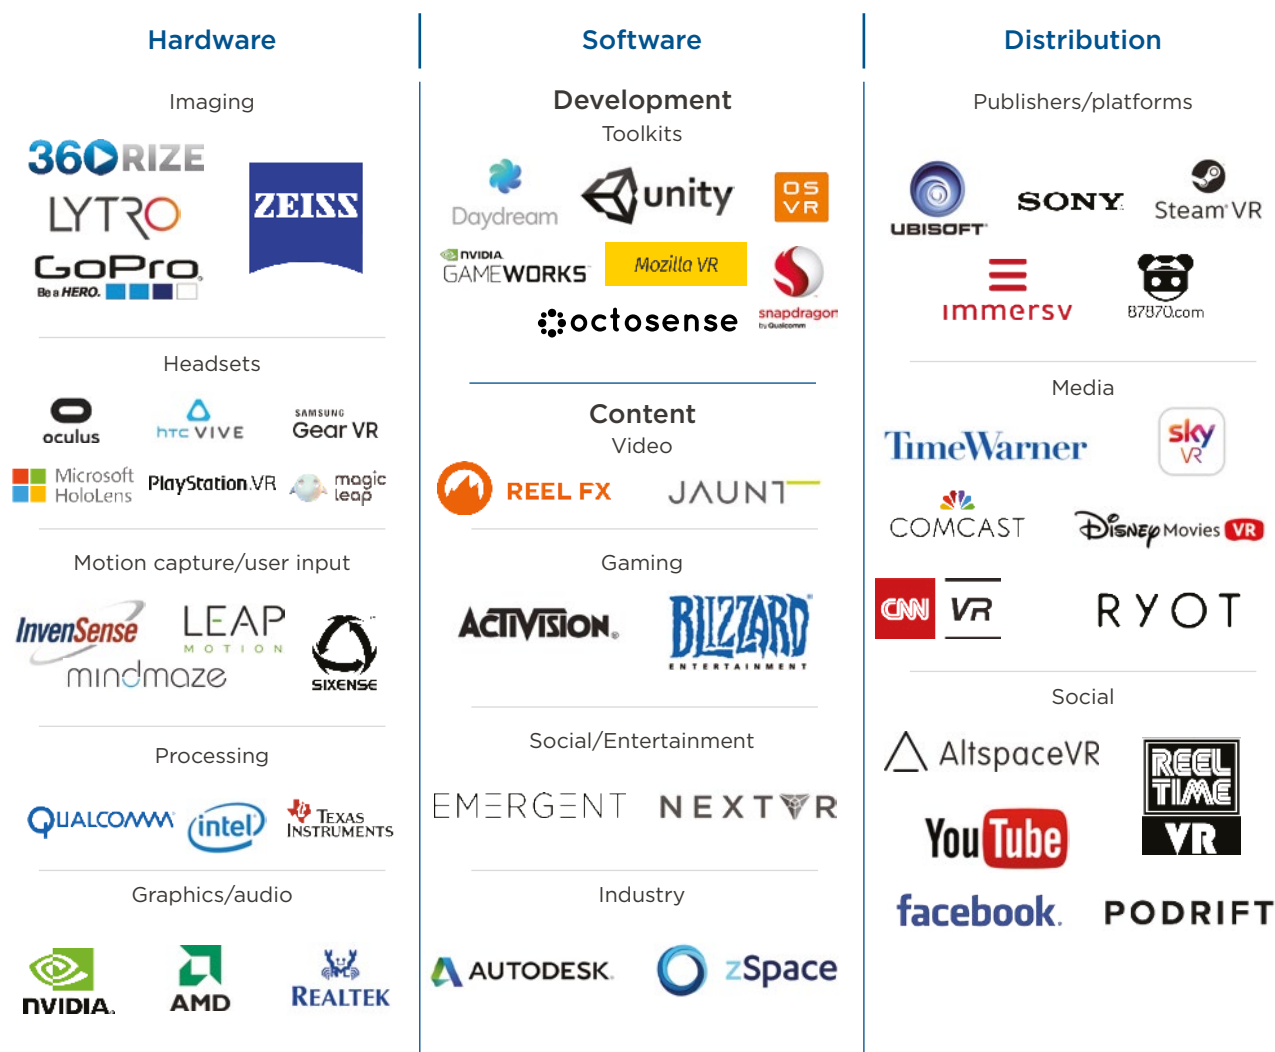 Hardware
Imaging
360RIZE
LYTRO
ZEISS
GoPro
Be a HERO.
Headsets
oculus
htc VIVE
SAMSUNG
Gear VR
Microsoft
HoloLens
PlayStation.VR
magic
leap
Motion capture/user input
InvenSense
LEAP
MOTION
mindmaze
SIXENSE
Processing
QUALCOMM
intel
TEXAS
INSTRUMENTS
Graphics/audio
NVIDIA.
AMD
REALTEK
Software
Development
Toolkits
Daydream
unity
OS
VR
NVIDIA.
GAMEWORKS
Mozilla VR
octosense
snapdragon
by Qualcomm
Content
Video
REEL FX
JAUNT
Gaming
ACTIVISION
BLIZZARD
ENTERTAINMENT
Social/Entertainment
EMERGENT
NEXTVR
Industry
AUTODESK.
zSpace
Distribution
Publishers/platforms
UBISOFT
SONY
Steam VR
immersv
87870.com
Media
TimeWarner
sky
VR
COMCAST
Disney Movies VR
CNN VR
RYOT
Social
AltspaceVR
REEL
TIME
VR
YouTube
facebook.
PODRIFT